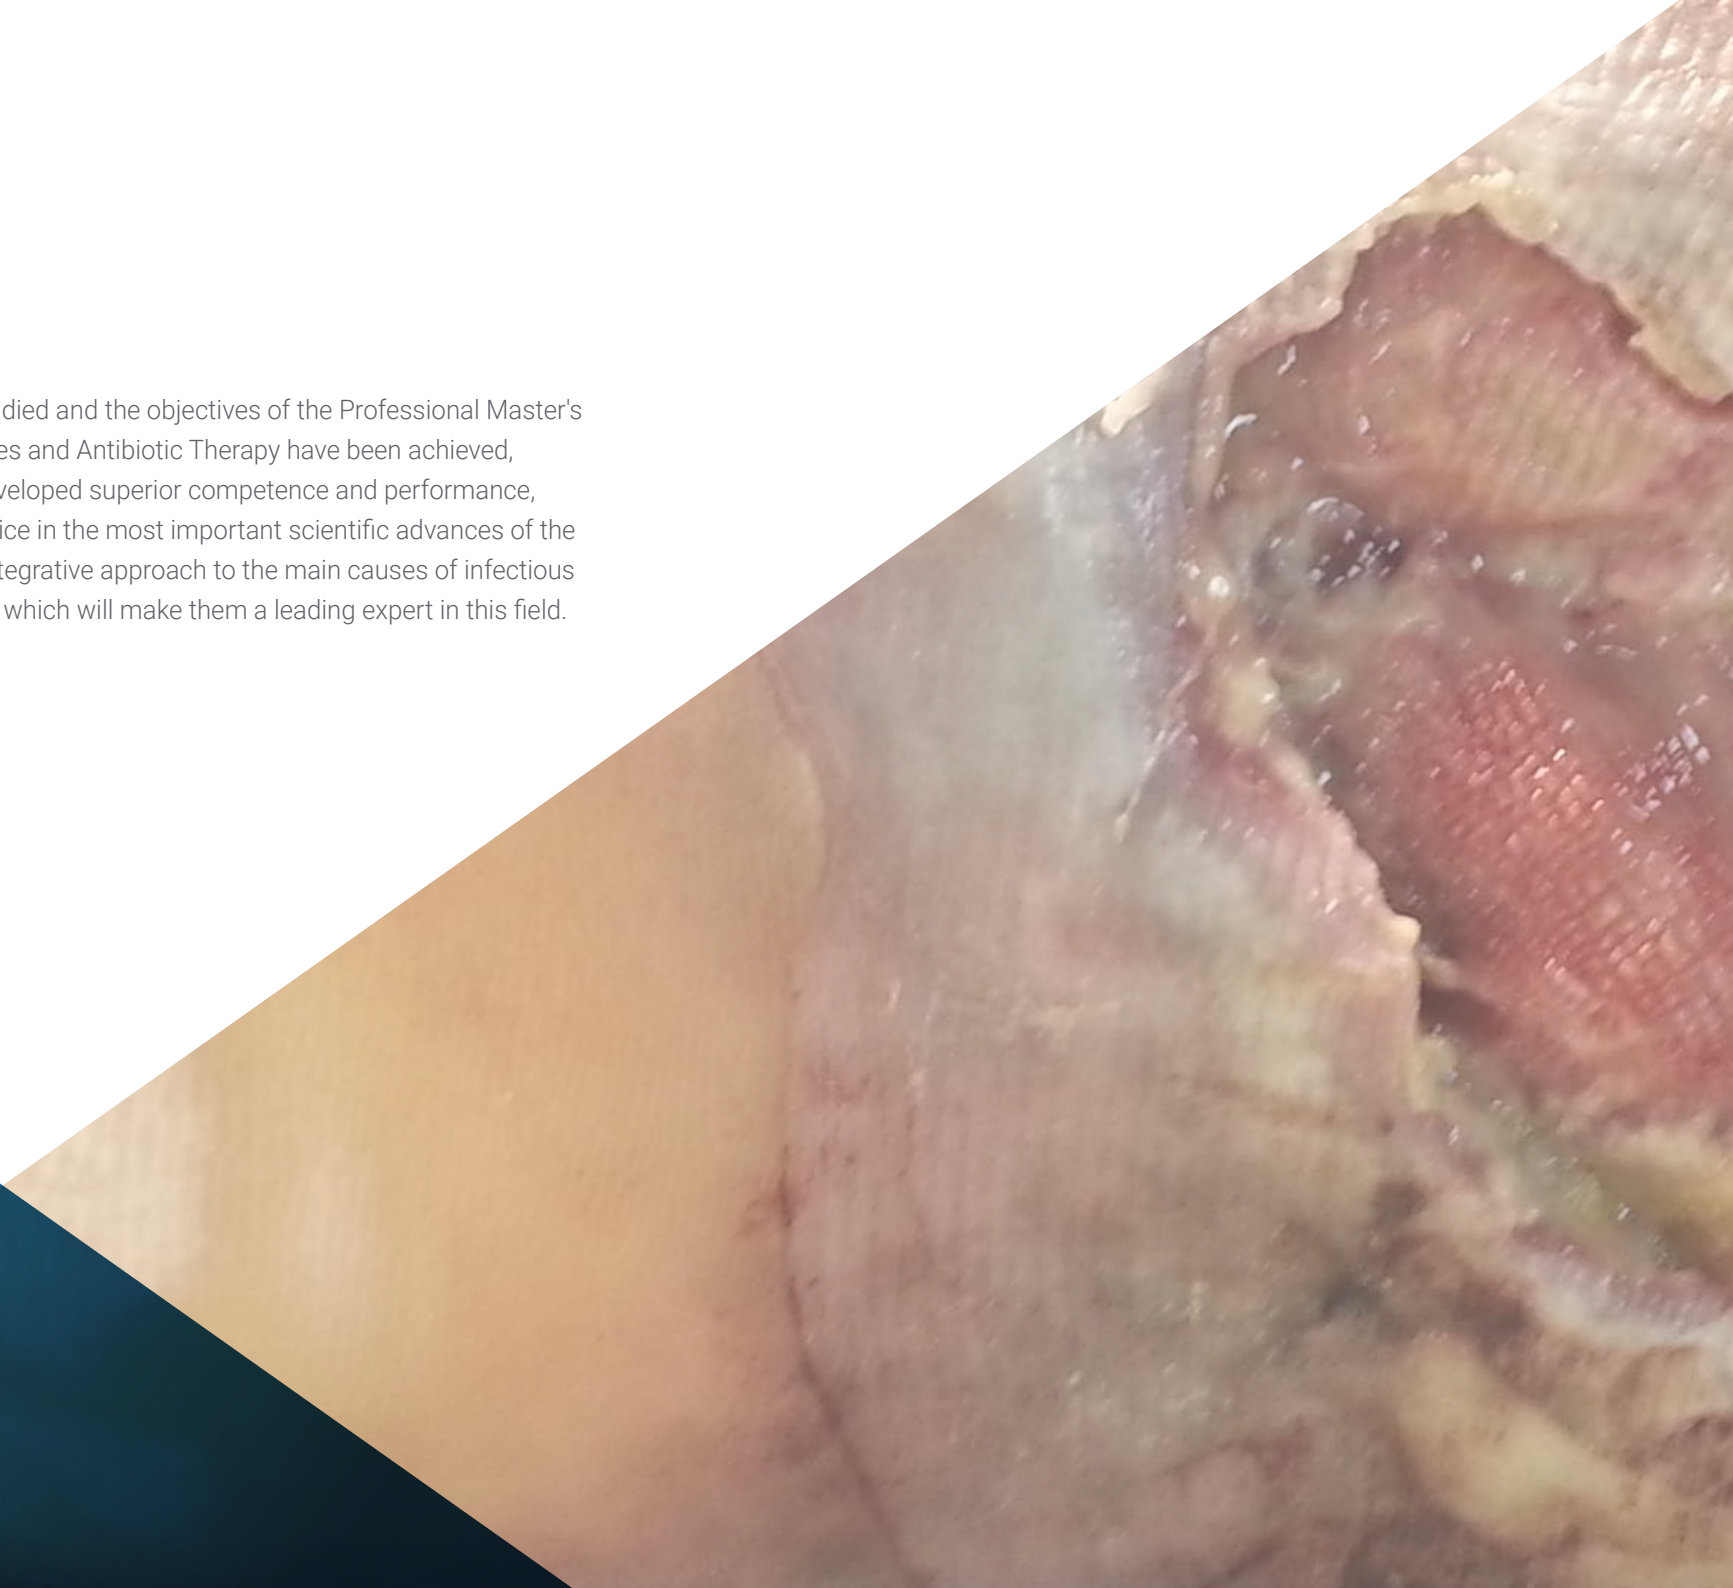 died and the objectives of the Professional Master's
es and Antibiotic Therapy have been achieved,
veloped superior competence and performance,
ice in the most important scientific advances of the
tegrative approach to the main causes of infectious
which will make them a leading expert in this field.